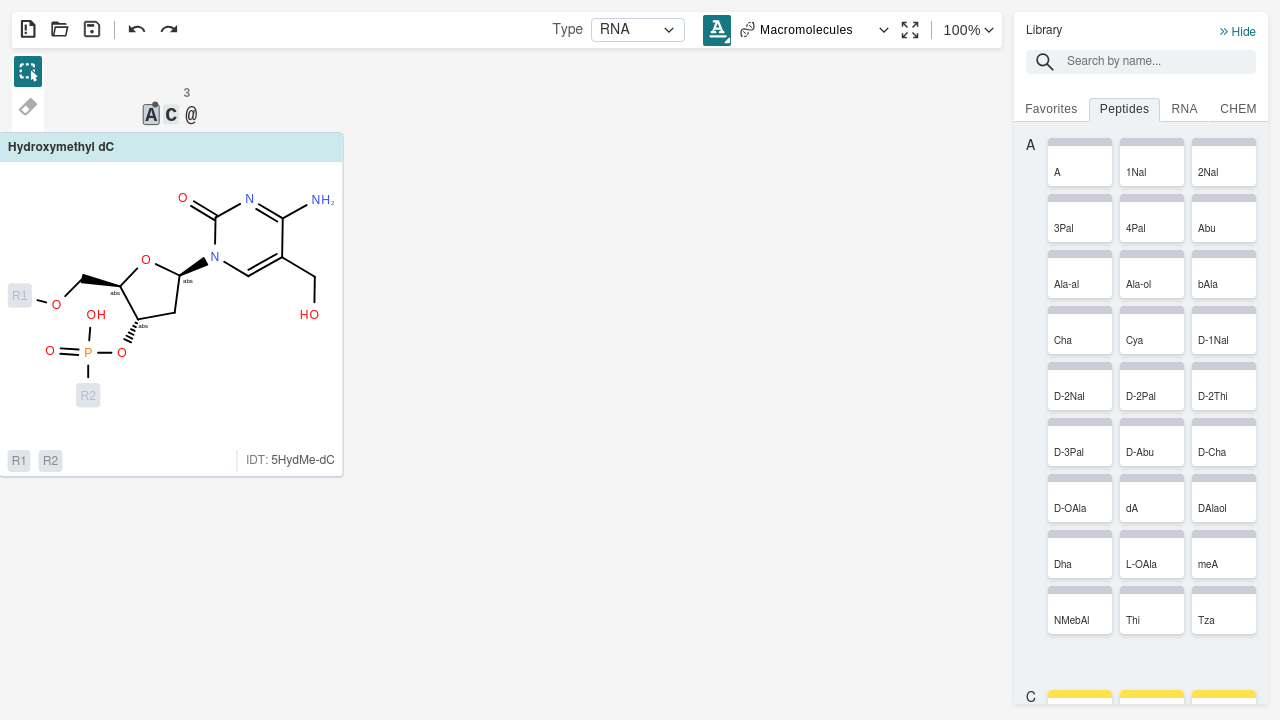 Type RNA Macromolecules 100%
Library
Hide
Search by name...
Favorites Peptides RNA CHEM
3
A C @
Hydroxymethyl dC
O N NH₂
N
O
abs
abs
R1 O
abs
OH
O P O
R2
R1 R2 IDT: 5HydMe-dC
HO
A
A 1Nal 2Nal
3Pal 4Pal Abu
Ala-al Ala-ol bAla
Cha Cya D-1Nal
D-2Nal D-2Pal D-2Thi
D-3Pal D-Abu D-Cha
D-OAla dA DAlaol
Dha L-OAla meA
NMebAl Thi Tza
C